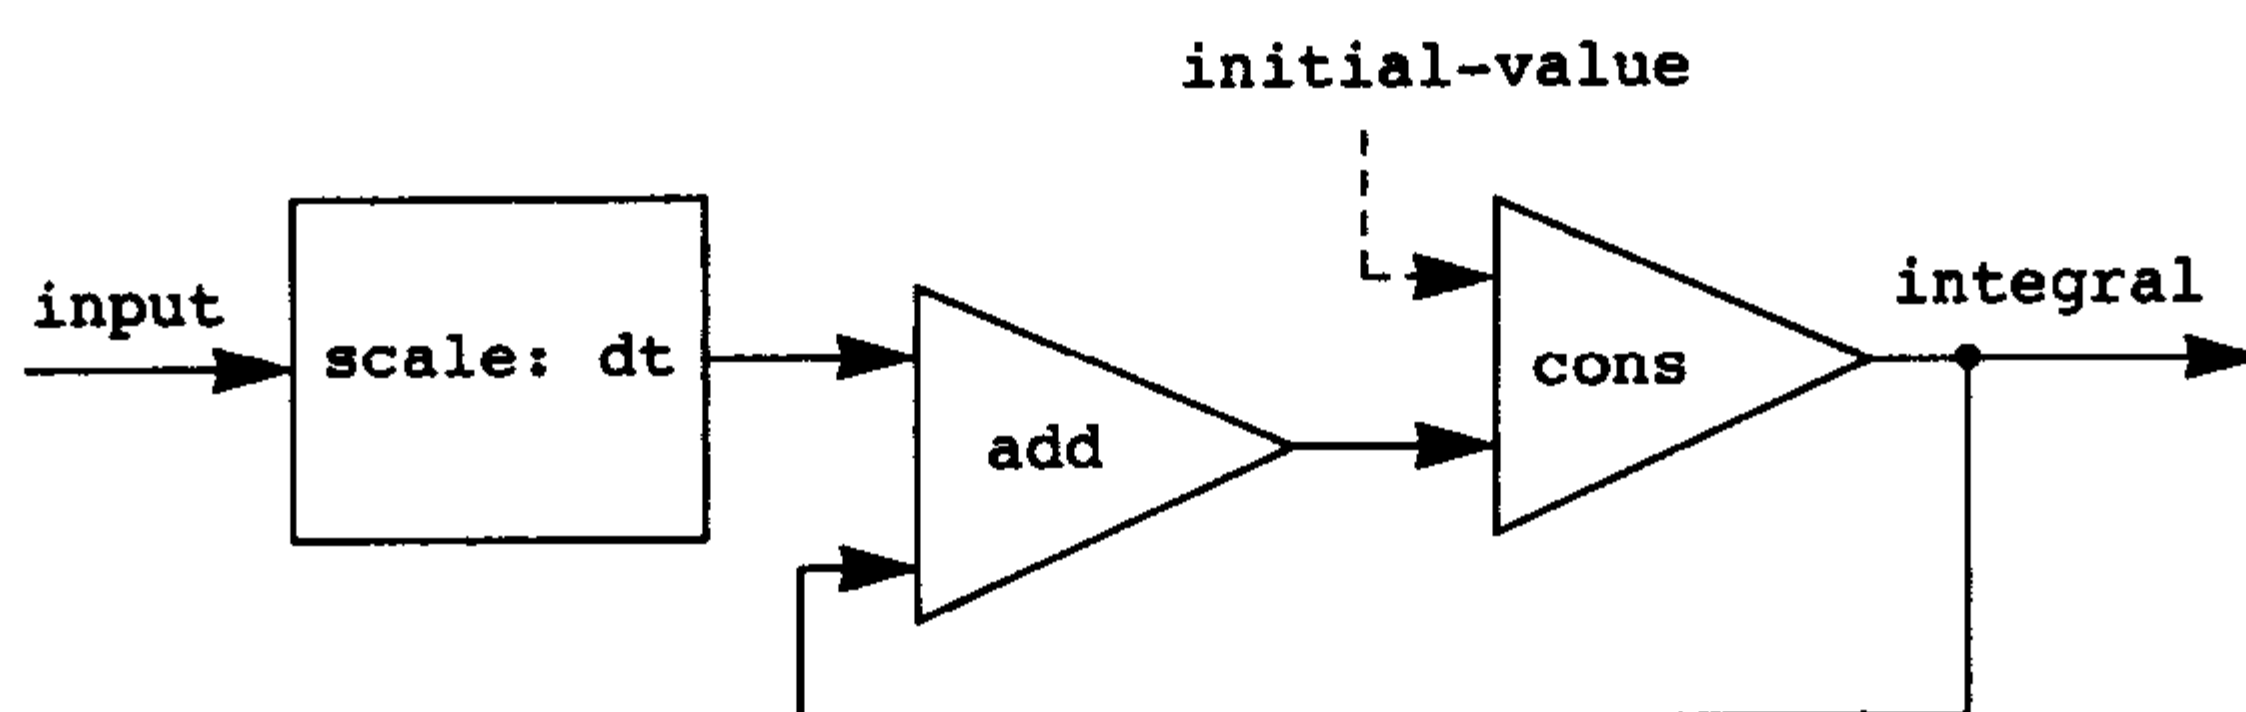 initial-value
input
scale: dt
add
cons
integral